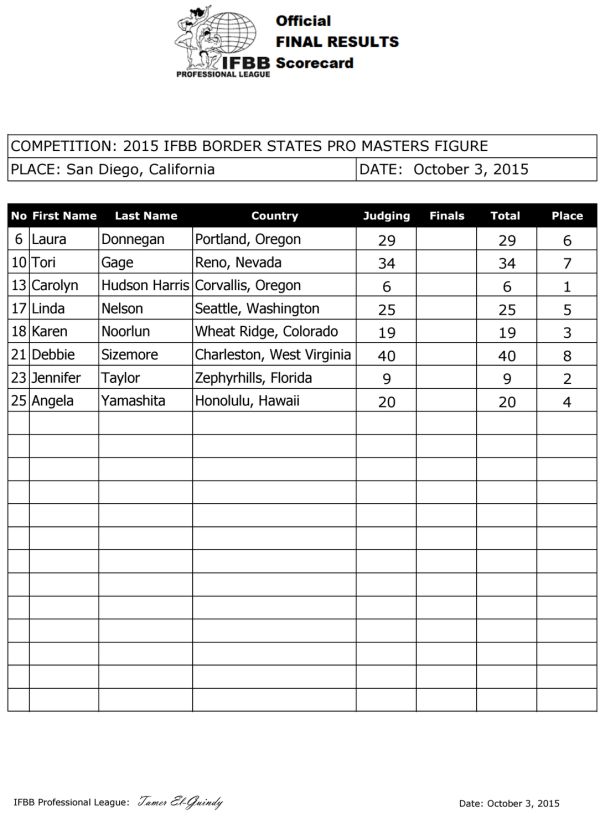 Official
FINAL RESULTS
IFBB Scorecard
PROFESSIONAL LEAGUE
COMPETITION: 2015 IFBB BORDER STATES PRO MASTERS FIGURE
PLACE: San Diego, California DATE: October 3, 2015
No First Name Last Name Country Judging Finals Total Place
6 Laura Donnegan Portland, Oregon 29 29 6
10 Tori Gage Reno, Nevada 34 34 7
13 Carolyn Hudson Harris Corvallis, Oregon 6 6 1
17 Linda Nelson Seattle, Washington 25 25 5
18 Karen Noorlun Wheat Ridge, Colorado 19 19 3
21 Debbie Sizemore Charleston, West Virginia 40 40 8
23 Jennifer Taylor Zephyrhills, Florida 9 9 2
25 Angela Yamashita Honolulu, Hawaii 20 20 4
IFBB Professional League: Tamer El-Guindy Date: October 3, 2015